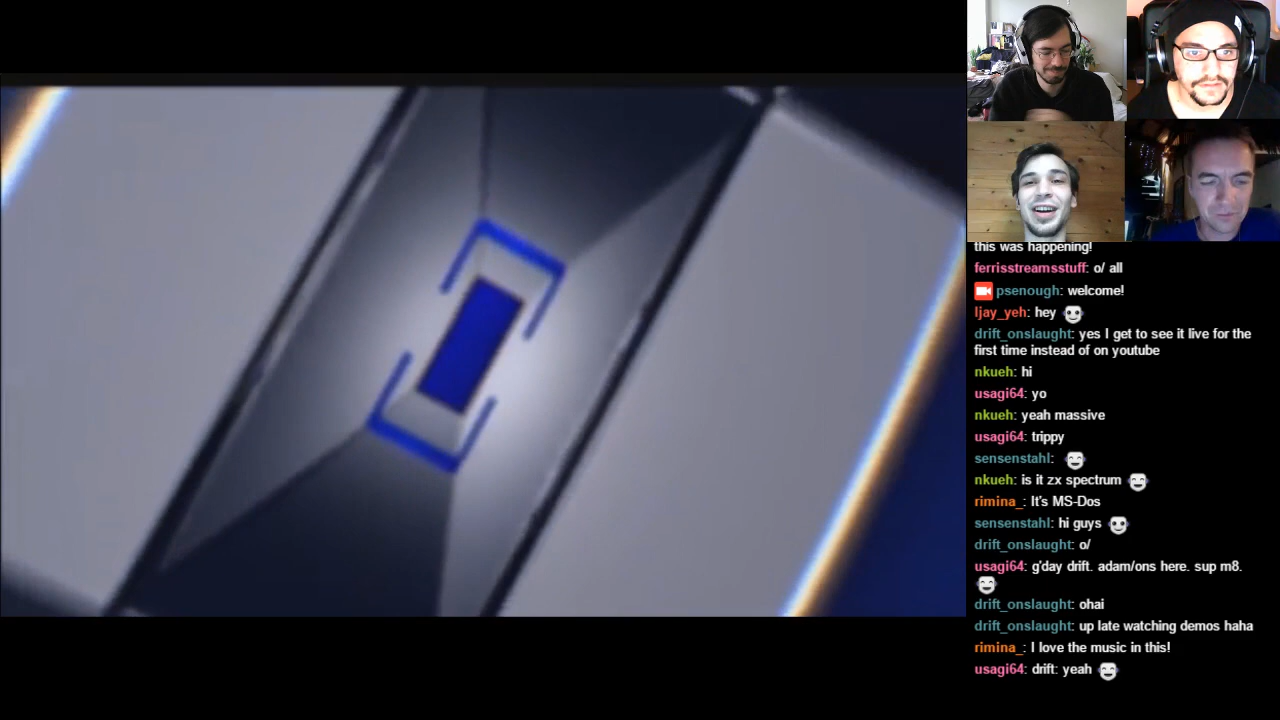 this was happening!
ferrisstreamsstuff: o/ all
psenough: welcome!
ljay_yeh: hey
drift_onslaught: yes I get to see it live for the
first time instead of on youtube
nkueh: hi
usagi64: yo
nkueh: yeah massive
usagi64: trippy
sensenstahl:
nkueh: is it zx spectrum
rimina_: It's MS-Dos
sensenstahl: hi guys
drift_onslaught: o/
usagi64: g'day drift. adam/ons here. sup m8.
drift_onslaught: ohai
drift_onslaught: up late watching demos haha
rimina_: I love the music in this!
usagi64: drift: yeah